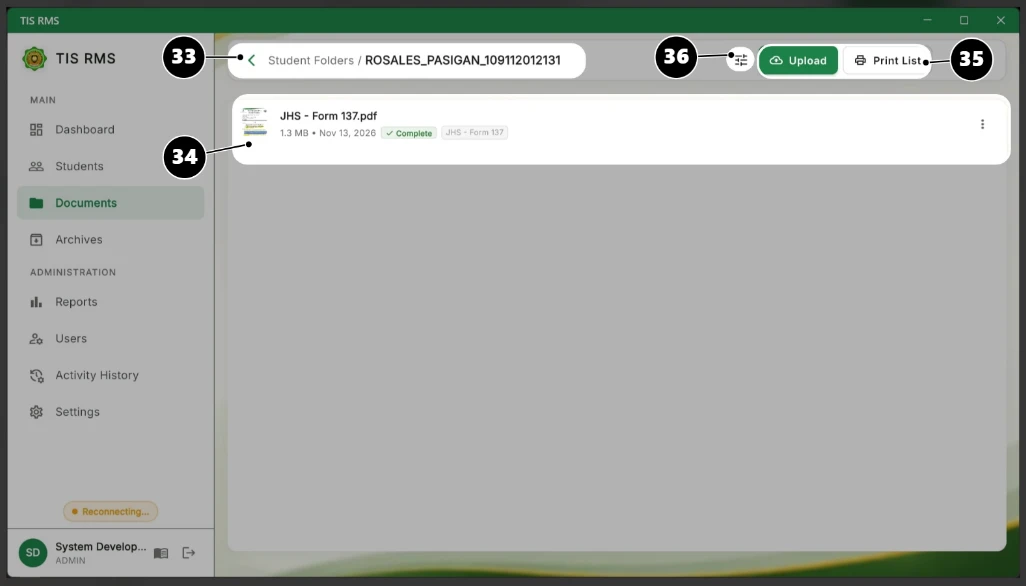 TIS RMS
TIS RMS
33
Student Folders / ROSALES_PASIGAN_109112012131
36
Upload
Print List
35
MAIN
Dashboard
Students
Documents
Archives
ADMINISTRATION
Reports
Users
Activity History
Settings
34
JHS - Form 137.pdf
1.3 MB • Nov 13, 2026 ✓ Complete JHS - Form 137
Reconnecting...
SD
System Develop...
ADMIN